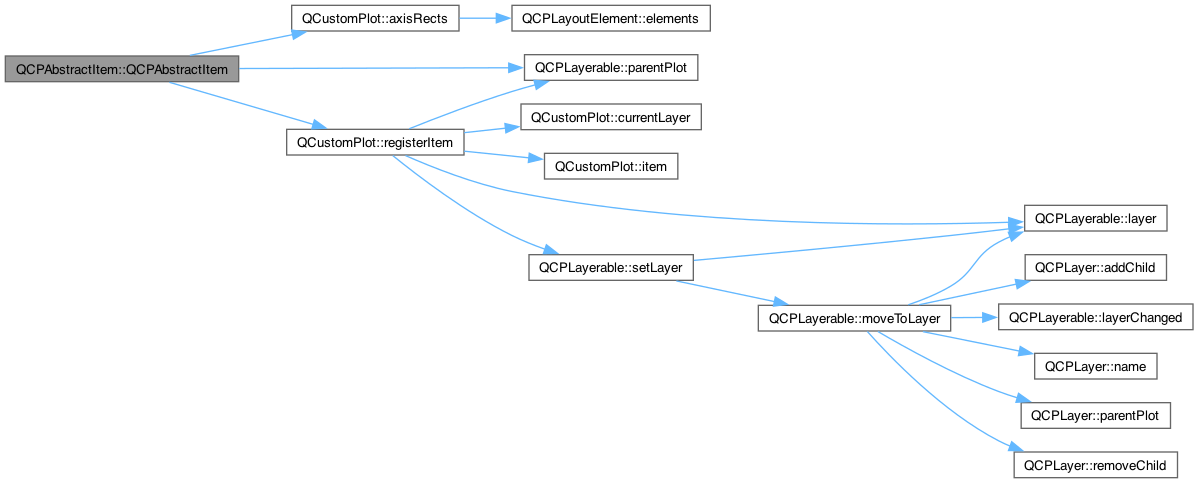 QCustomPlot::axisRects
QCPLayoutElement::elements
QCPAbstractItem::QCPAbstractItem
QCPLayerable::parentPlot
QCustomPlot::currentLayer
QCustomPlot::registerItem
QCustomPlot::item
QCPLayerable::layer
QCPLayerable::setLayer
QCPLayer::addChild
QCPLayerable::moveToLayer
QCPLayerable::layerChanged
QCPLayer::name
QCPLayer::parentPlot
QCPLayer::removeChild